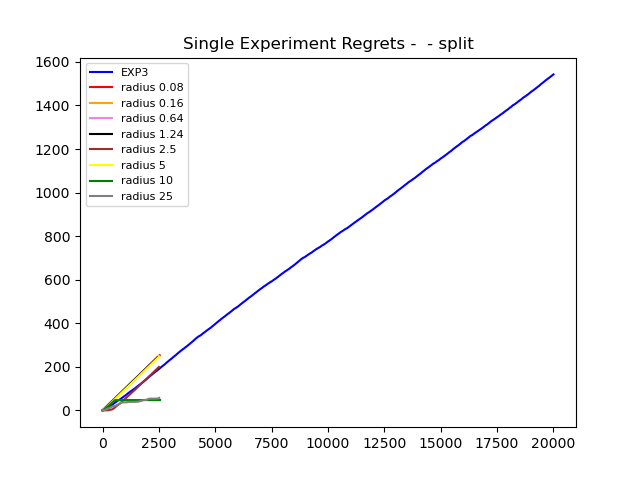 Single Experiment Regrets -  - split
1600
1400
1200
1000
800
600
400
200
0
EXP3
radius 0.08
radius 0.16
radius 0.64
radius 1.24
radius 2.5
radius 5
radius 10
radius 25
0 2500 5000 7500 10000 12500 15000 17500 20000